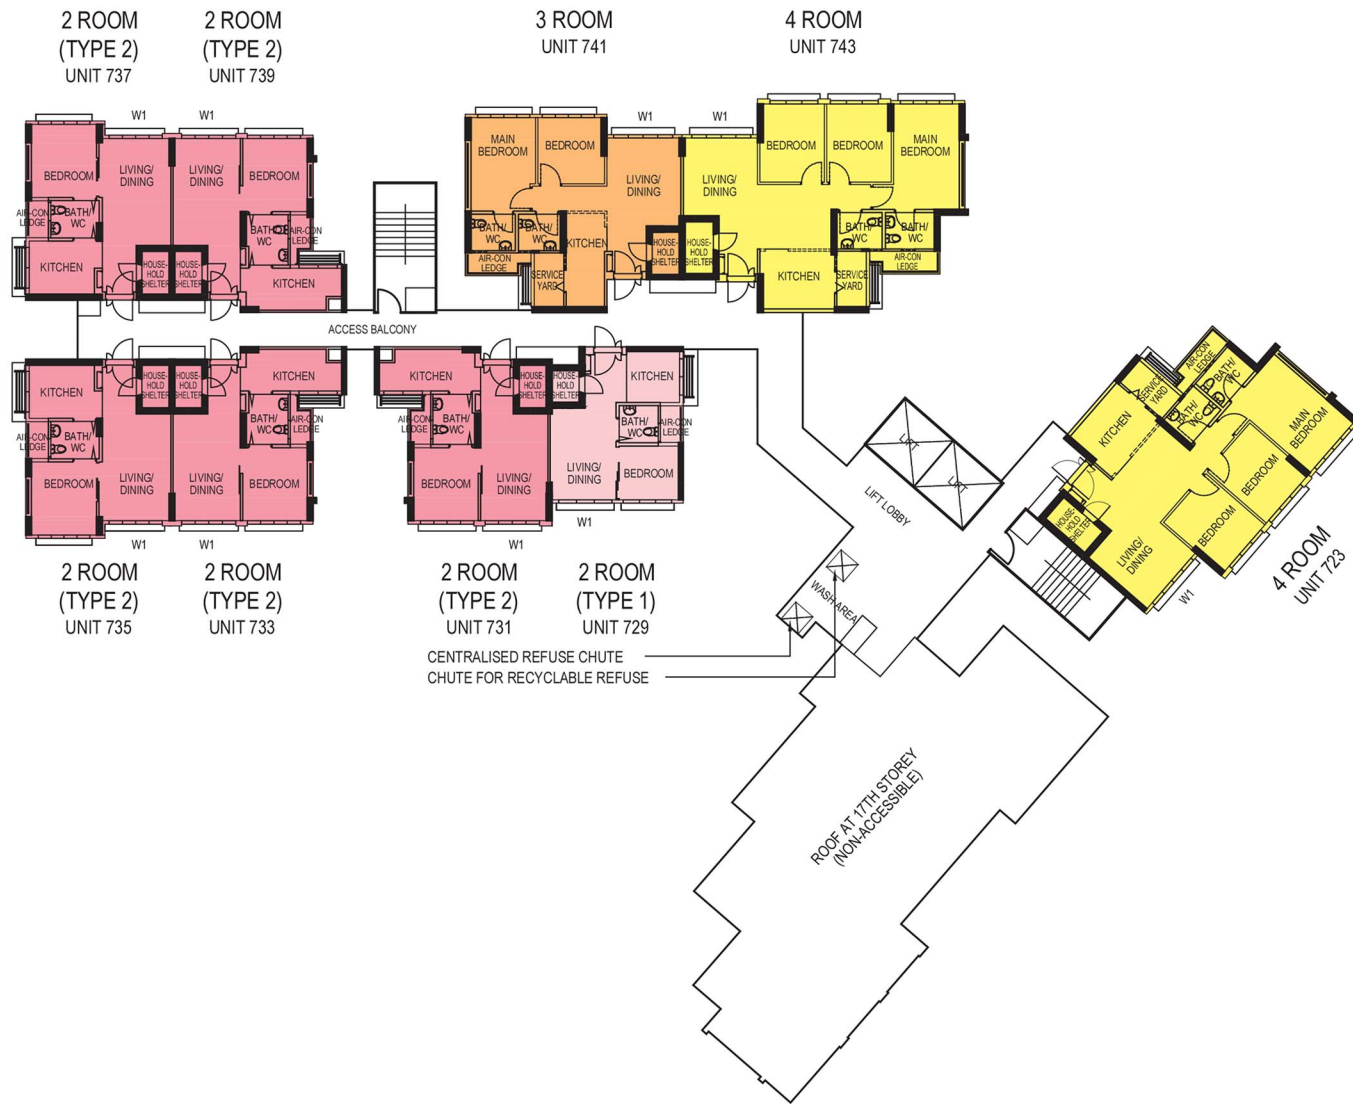 2 ROOM
(TYPE 2)
UNIT 737
2 ROOM
(TYPE 2)
UNIT 739
3 ROOM
UNIT 741
4 ROOM
UNIT 743
W1
W1
BEDROOM
LIVING/
DINING
LIVING/
DINING
BEDROOM
AIR-CON
LEDGE
BATH/
WC
BATH/
WC
AIR-CON
LEDGE
KITCHEN
HOUSE-
HOLD
SHELTER
HOUSE-
HOLD
SHELTER
KITCHEN
W1
W1
MAIN
BEDROOM
BEDROOM
LIVING/
DINING
LIVING/
DINING
BEDROOM
BEDROOM
MAIN
BEDROOM
BATH/
WC
BATH/
WC
KITCHEN
AIR-CON
LEDGE
SERVICE
YARD
HOUSE-
HOLD
SHELTER
HOUSE-
HOLD
SHELTER
KITCHEN
SERVICE
YARD
BATH/
WC
BATH/
WC
AIR-CON
LEDGE
ACCESS BALCONY
KITCHEN
HOUSE-
HOLD
SHELTER
HOUSE-
HOLD
SHELTER
KITCHEN
AIR-CON
LEDGE
BATH/
WC
BATH/
WC
AIR-CON
LEDGE
BEDROOM
LIVING/
DINING
LIVING/
DINING
BEDROOM
W1
W1
KITCHEN
HOUSE-
HOLD
SHELTER
HOUSE-
HOLD
SHELTER
KITCHEN
AIR-CON
LEDGE
BATH/
WC
BATH/
WC
AIR-CON
LEDGE
BEDROOM
LIVING/
DINING
LIVING/
DINING
BEDROOM
W1
W1
2 ROOM
(TYPE 2)
UNIT 735
2 ROOM
(TYPE 2)
UNIT 733
2 ROOM
(TYPE 2)
UNIT 731
2 ROOM
(TYPE 1)
UNIT 729
CENTRALISED REFUSE CHUTE
CHUTE FOR RECYCLABLE REFUSE
LIFT
LIFT
LIFT LOBBY
WASH AREA
AIR-CON
LEDGE
BATH/
WC
SERVICE
YARD
BATH/
WC
KITCHEN
MAIN
BEDROOM
BEDROOM
BEDROOM
HOUSE-
HOLD
SHELTER
LIVING/
DINING
W1
4 ROOM
UNIT 723
ROOF AT 17TH STOREY
(NON-ACCESSIBLE)